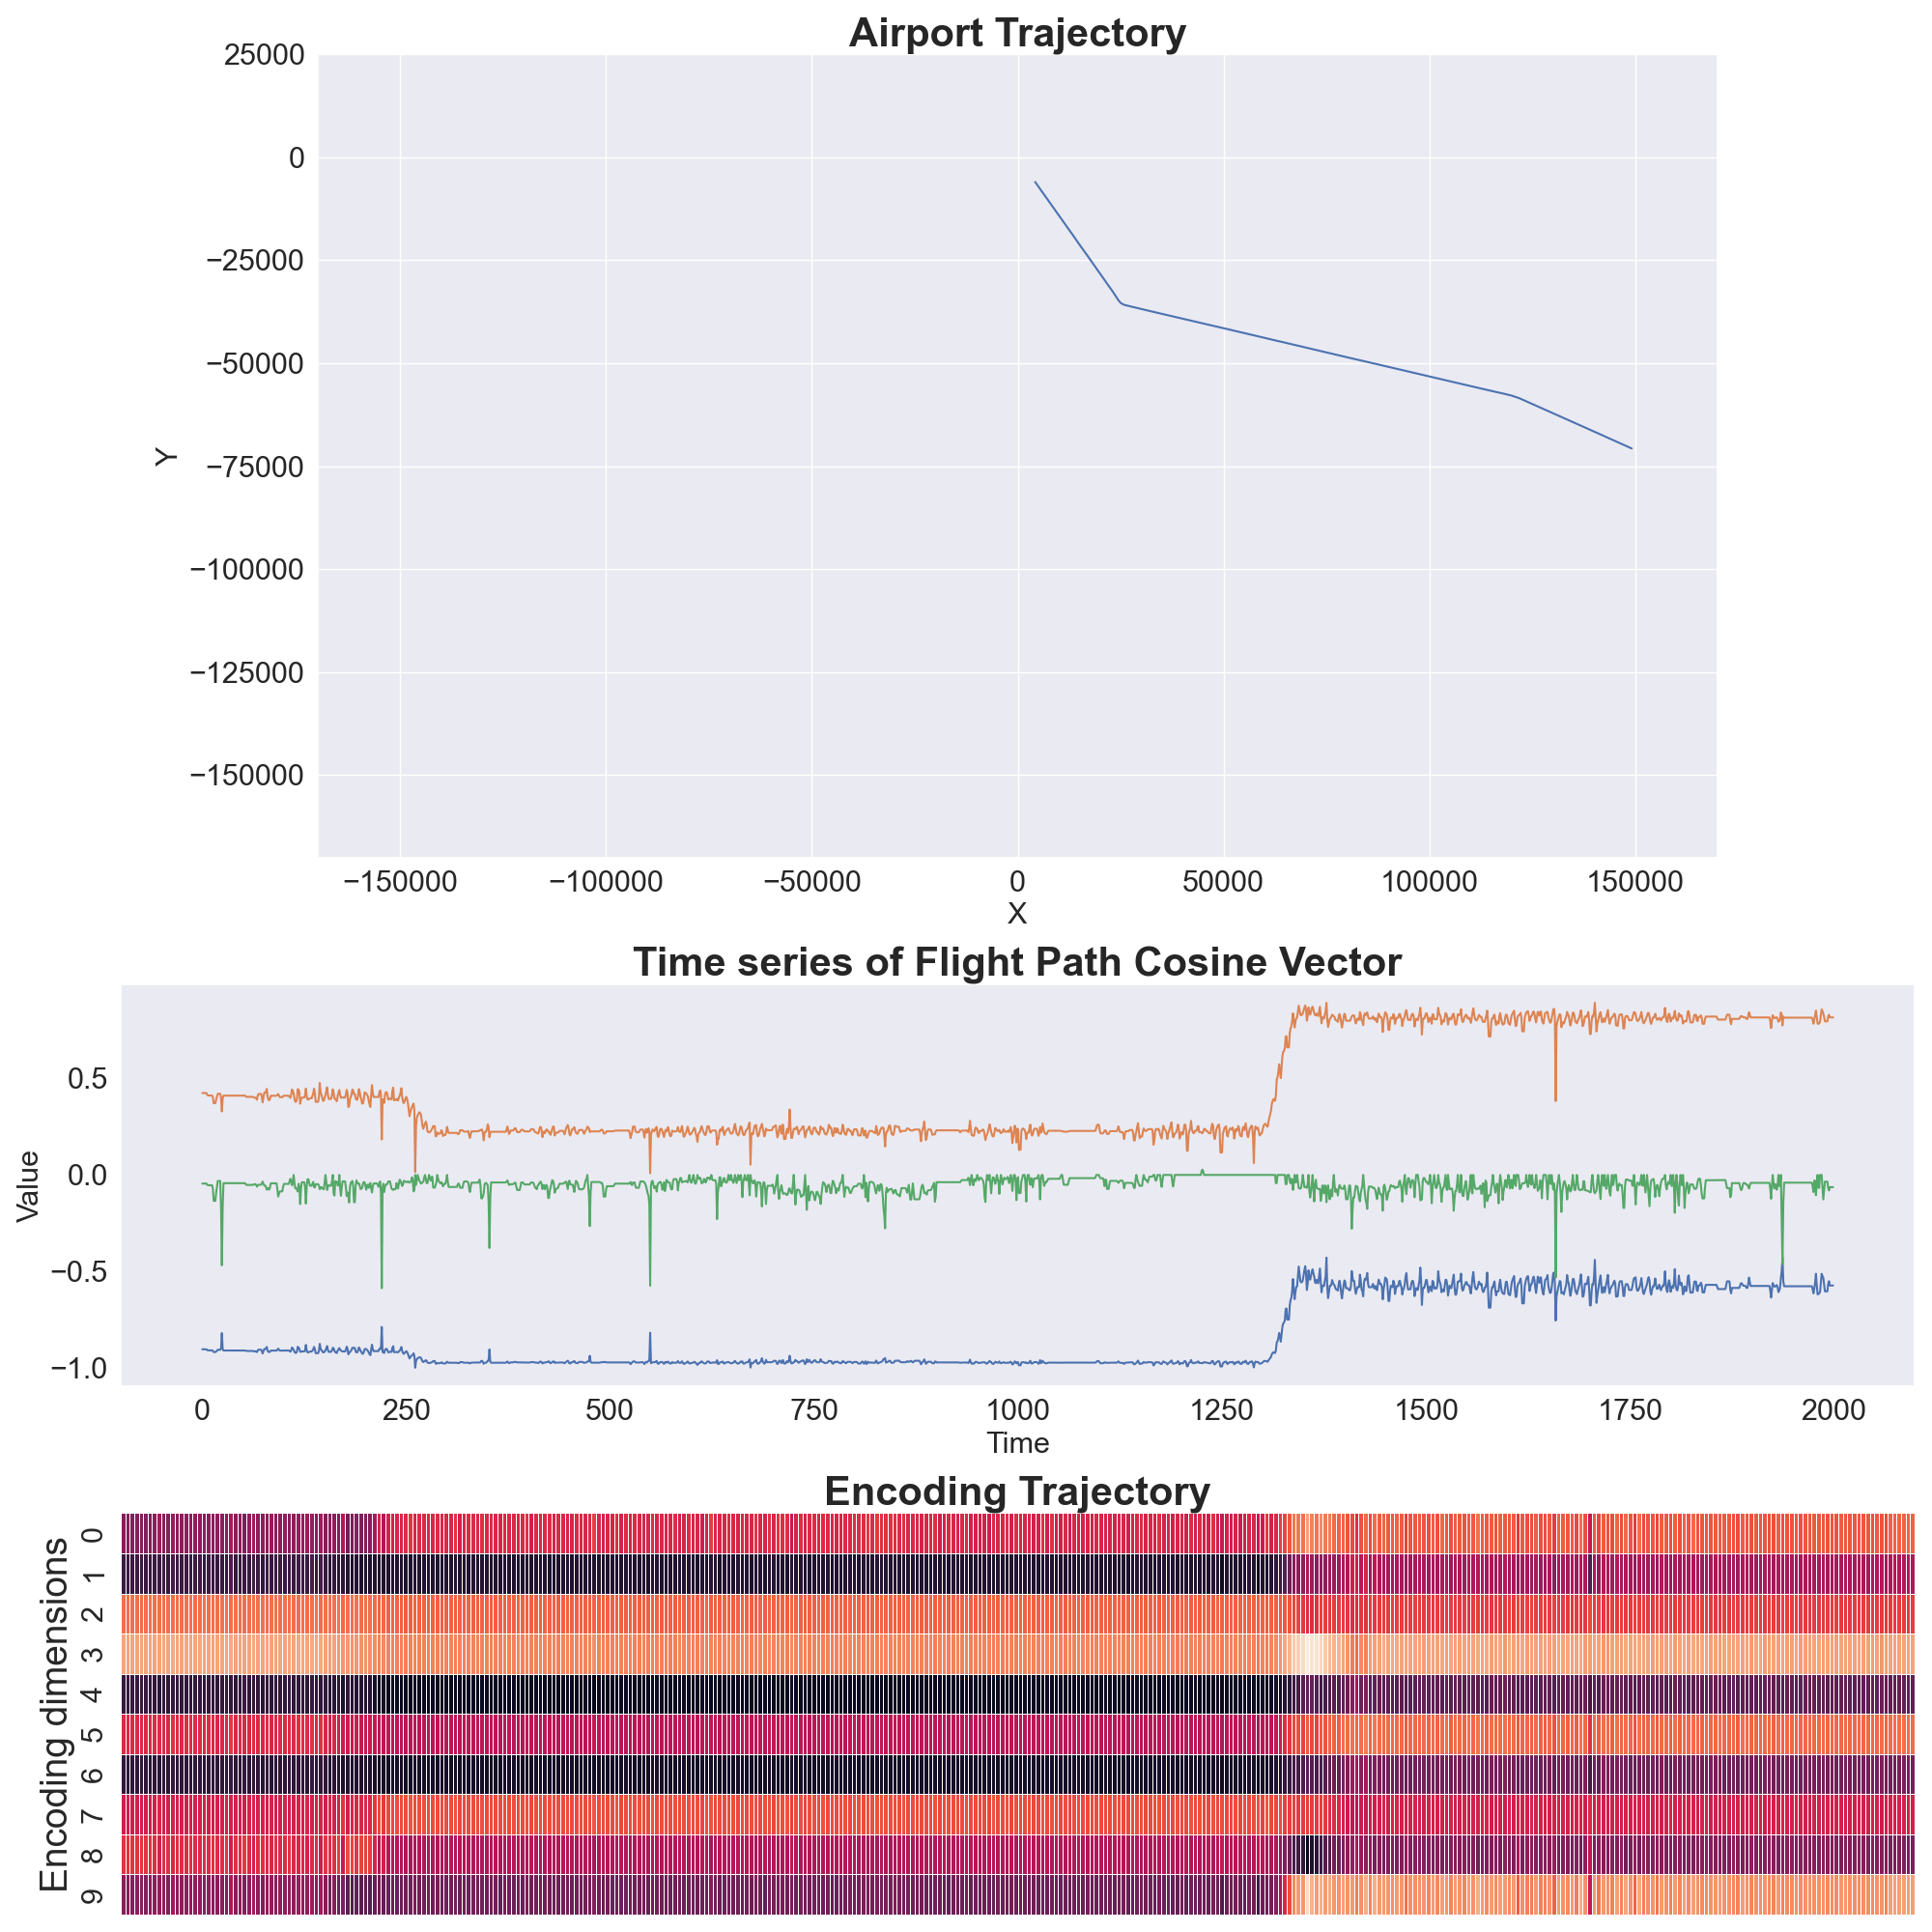 Airport Trajectory
25000
0
−25000
−50000
−75000
−100000
−125000
−150000
Y
−150000 −100000 −50000 0 50000 100000 150000
X
Time series of Flight Path Cosine Vector
0.5
0.0
−0.5
−1.0
Value
0 250 500 750 1000 1250 1500 1750 2000
Time
Encoding Trajectory
Encoding dimensions
0
1
2
3
4
5
6
7
8
9